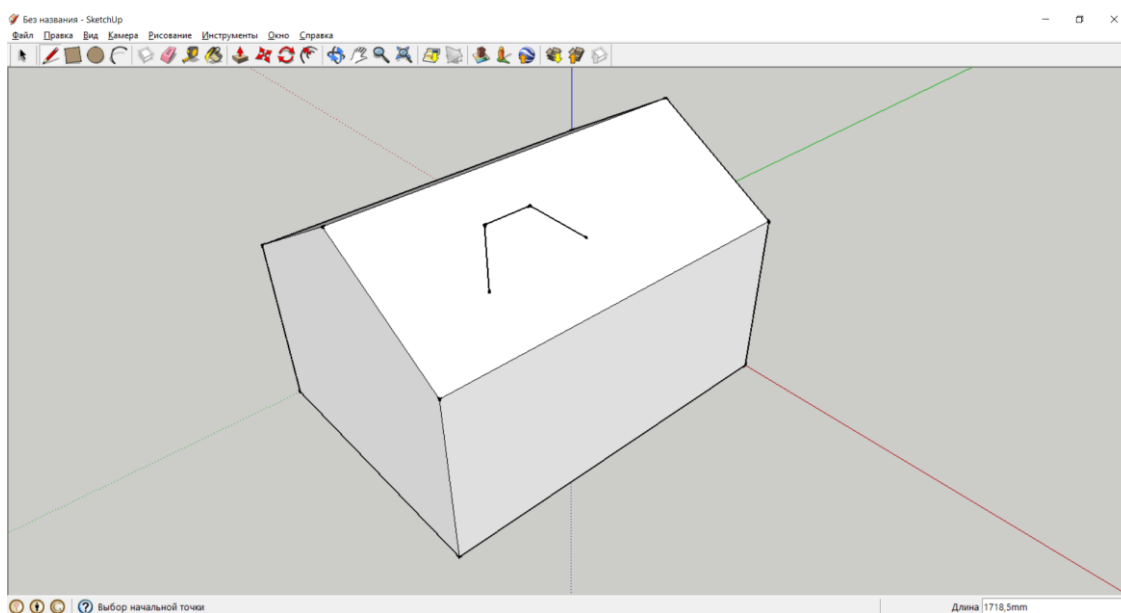 Без названия - SketchUp
Файл Правка Вид Камера Рисование Инструменты Окно Справка
Выбор начальной точки Длина 1718,5mm